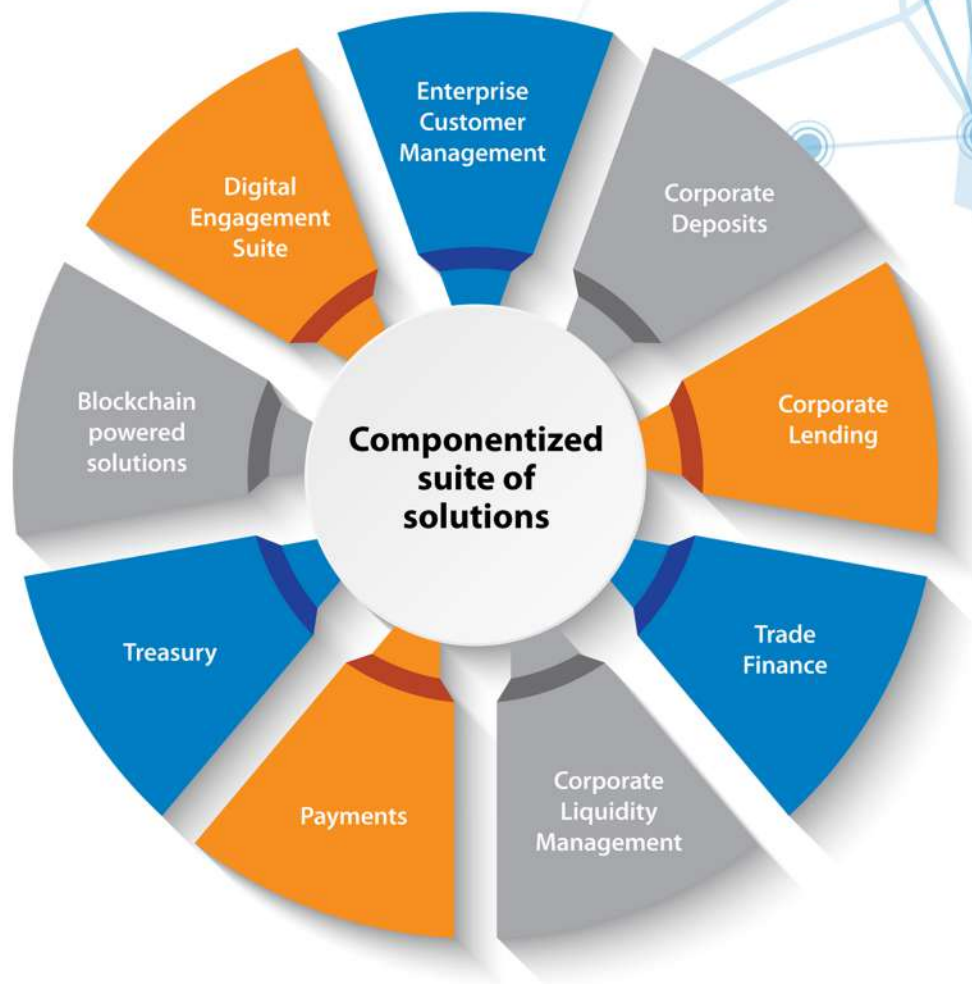 Enterprise
Customer
Management
Corporate
Deposits
Corporate
Lending
Trade
Finance
Corporate
Liquidity
Management
Payments
Treasury
Blockchain
powered
solutions
Digital
Engagement
Suite
Componentized
suite of
solutions